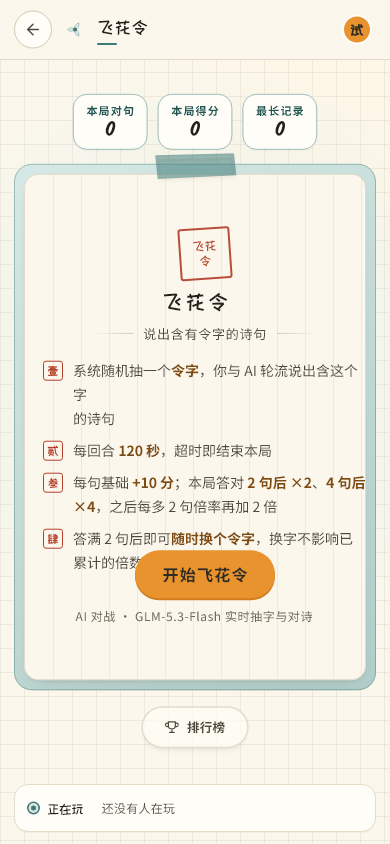 飞花令
试
本局对句
0
本局得分
0
最长记录
0
飞花
令
飞花令
说出含有令字的诗句
壹 系统随机抽一个令字，你与 AI 轮流说出含这个
字
的诗句
贰 每回合 120 秒，超时即结束本局
叁 每句基础 +10 分；本局答对 2 句后 ×2、4 句后
×4，之后每多 2 句倍率再加 2 倍
肆 答满 2 句后即可随时换个令字，换字不影响已
累计的倍数
开始飞花令
AI 对战 · GLM-5.3-Flash 实时抽字与对诗
排行榜
正在玩 还没有人在玩